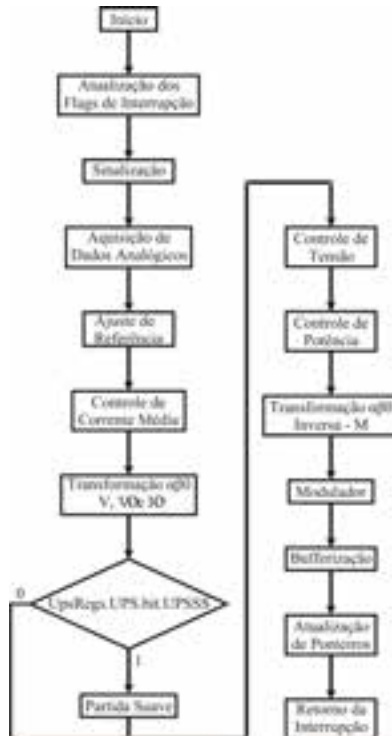 Início
Atualização dos
Flags de Interrupção
Sinalização
Aquisição de
Dados Analógicos
Ajuste de
Referência
Controle de
Corrente Média
Transformação αβ0
V, VO e IO
UpsRegs.UPS.bit.UPSSS
0
1
Partida Suave
Controle de
Tensão
Controle de
Potência
Transformação αβ0
Inversa - M
Modulador
Bufferização
Atualização
de Ponteiros
Retorno da
Interrupção